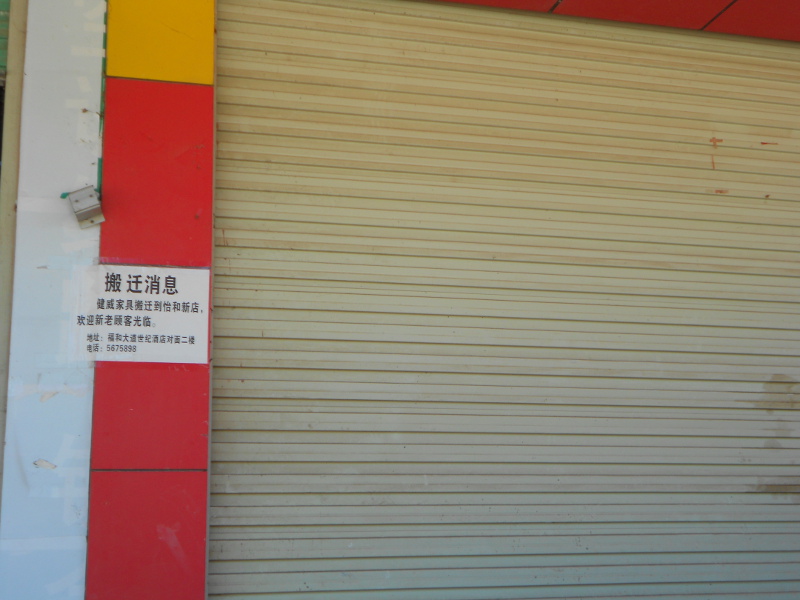 搬迁消息
健威家具搬迁到怡和新店，
欢迎新老顾客光临。
地址：福和大道世纪酒店对面二楼
电话：5675898